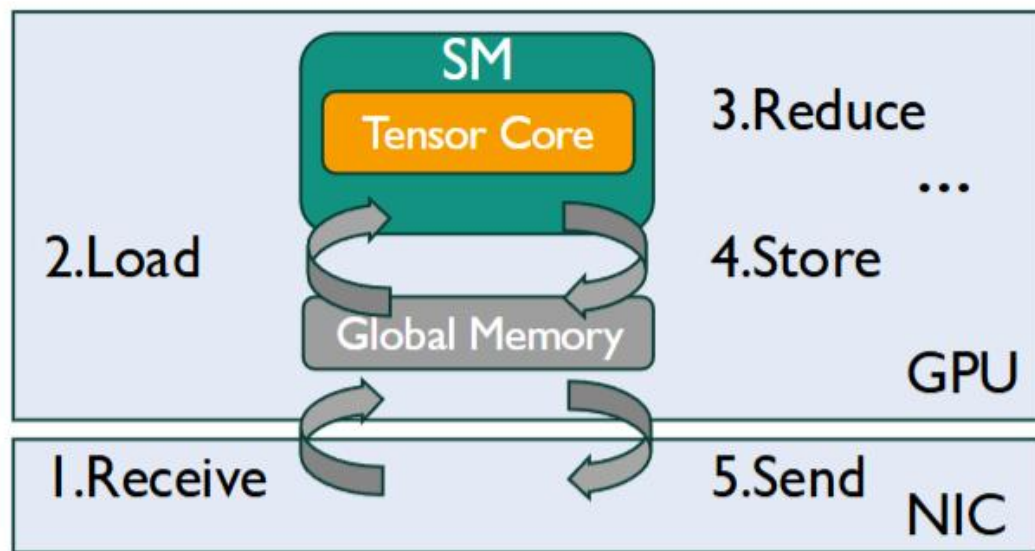 SM
Tensor Core
3.Reduce
...
2.Load
4.Store
Global Memory
GPU
1.Receive
5.Send
NIC